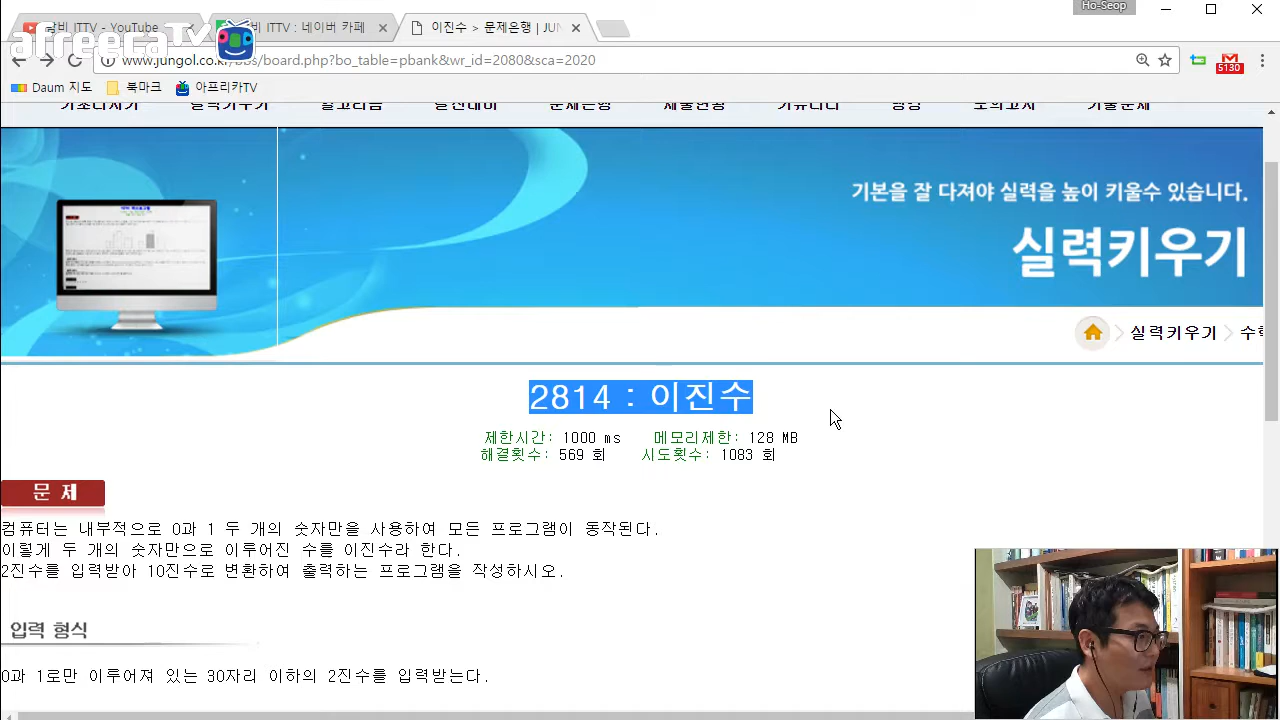 Ho-Seop
afreecaTV
YouTube
ITTV : 네이버 카페
이진수 > 문제은행 | JUN
www.jungol.co.kr/bbs/board.php?bo_table=pbank&wr_id=2080&sca=2020
5130
Daum 지도
북마크
아프리카TV
기본을 잘 다져야 실력을 높이 키울수 있습니다.
실력키우기
실력키우기
2814 : 이진수
제한시간: 1000 ms 메모리제한: 128 MB
해결횟수: 569 회 시도횟수: 1083 회
문 제
컴퓨터는 내부적으로 0과 1 두 개의 숫자만을 사용하여 모든 프로그램이 동작된다.
이렇게 두 개의 숫자만으로 이루어진 수를 이진수라 한다.
2진수를 입력받아 10진수로 변환하여 출력하는 프로그램을 작성하시오.
입력 형식
0과 1로만 이루어져 있는 30자리 이하의 2진수를 입력받는다.